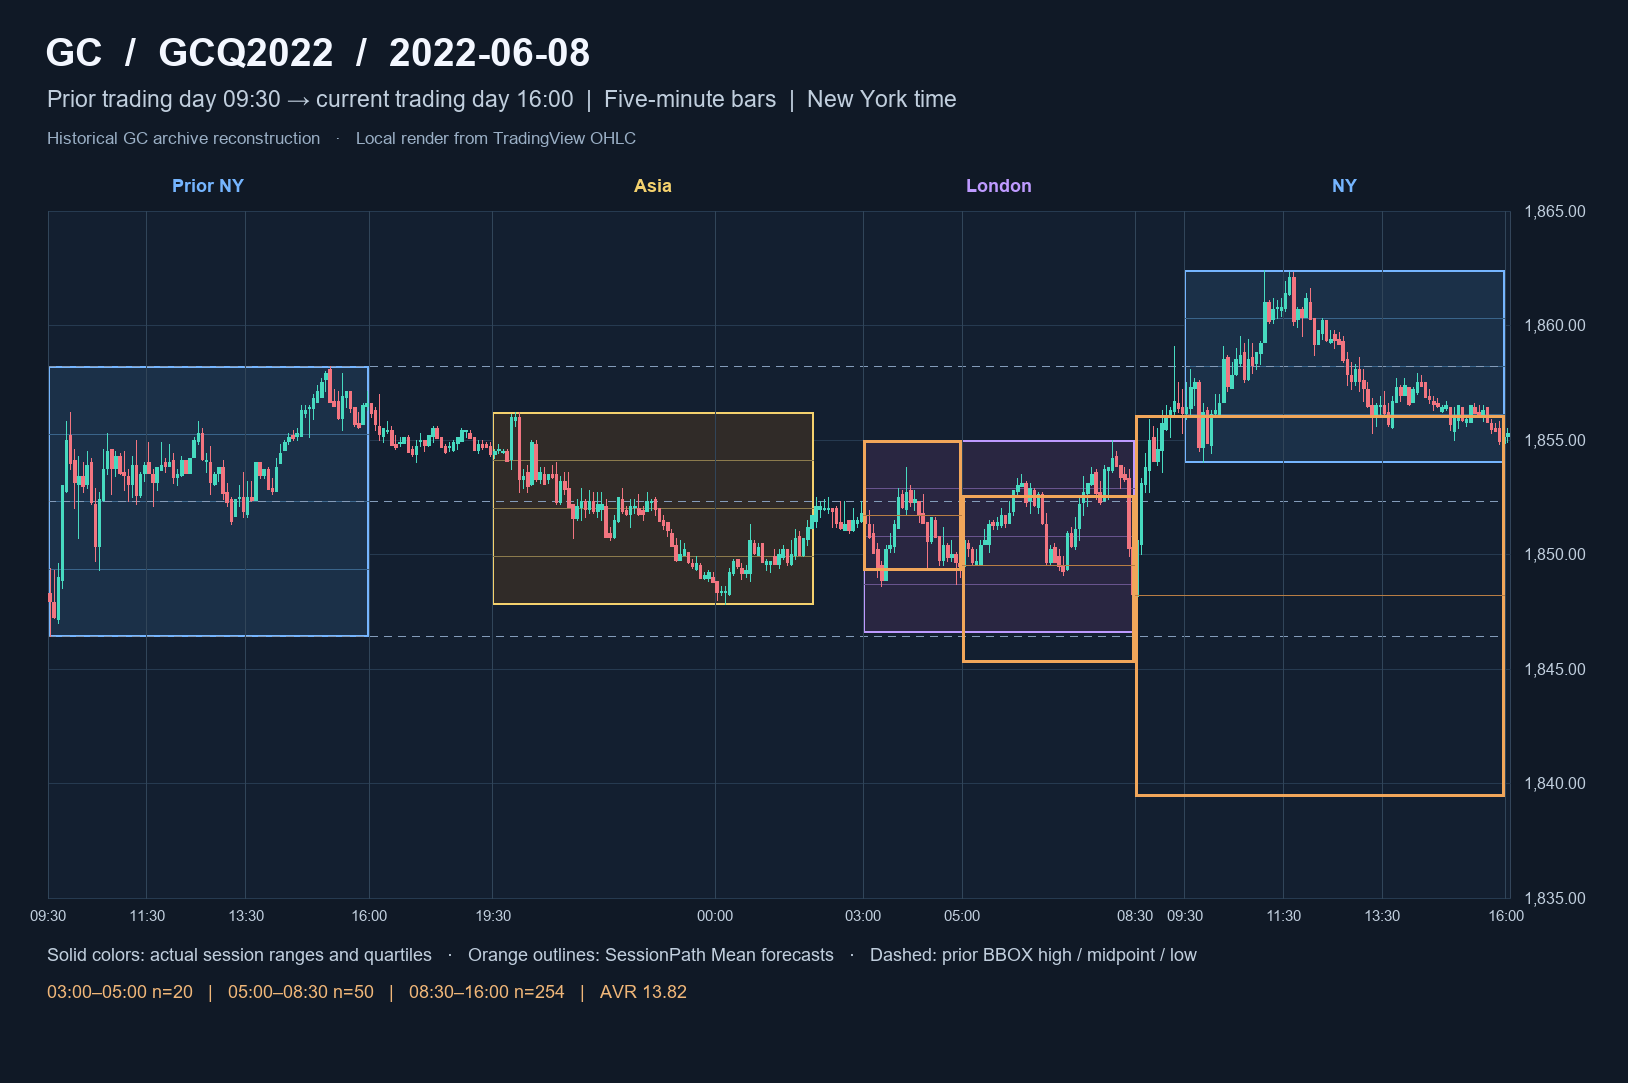 GC / GCQ2022 / 2022-06-08
Prior trading day 09:30 → current trading day 16:00 | Five-minute bars | New York time
Historical GC archive reconstruction · Local render from TradingView OHLC
Prior NY Asia London NY
1,865.00
1,860.00
1,855.00
1,850.00
1,845.00
1,840.00
1,835.00
09:30 11:30 13:30 16:00 19:30 00:00 03:00 05:00 08:30 09:30 11:30 13:30 16:00
Solid colors: actual session ranges and quartiles · Orange outlines: SessionPath Mean forecasts · Dashed: prior BBOX high / midpoint / low
03:00–05:00 n=20 | 05:00–08:30 n=50 | 08:30–16:00 n=254 | AVR 13.82